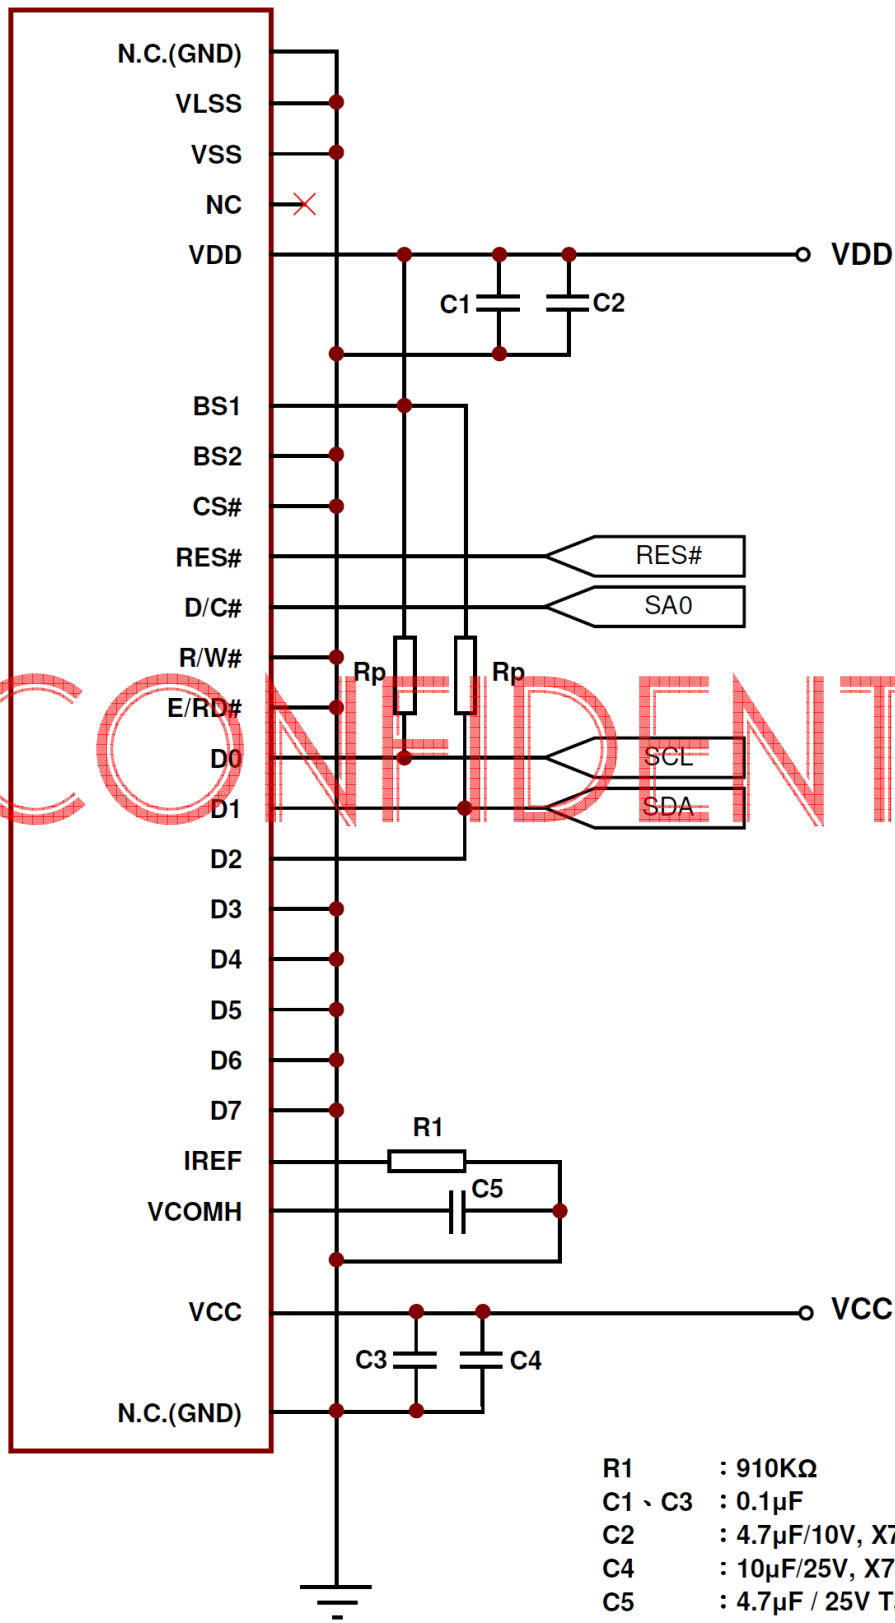 N.C.(GND)
VLSS
VSS
NC
VDD
VDD
C1
C2
BS1
BS2
CS#
RES#
RES#
D/C#
SA0
R/W#
Rp
Rp
E/RD#
D0
SCL
D1
SDA
CONFIDENT
D2
D3
D4
D5
D6
D7
R1
IREF
C5
VCOMH
VCC
VCC
C3
C4
N.C.(GND)
R1 : 910KΩ
C1、C3 : 0.1µF
C2 : 4.7µF/10V, X7
C4 : 10µF/25V, X7
C5 : 4.7µF / 25V T